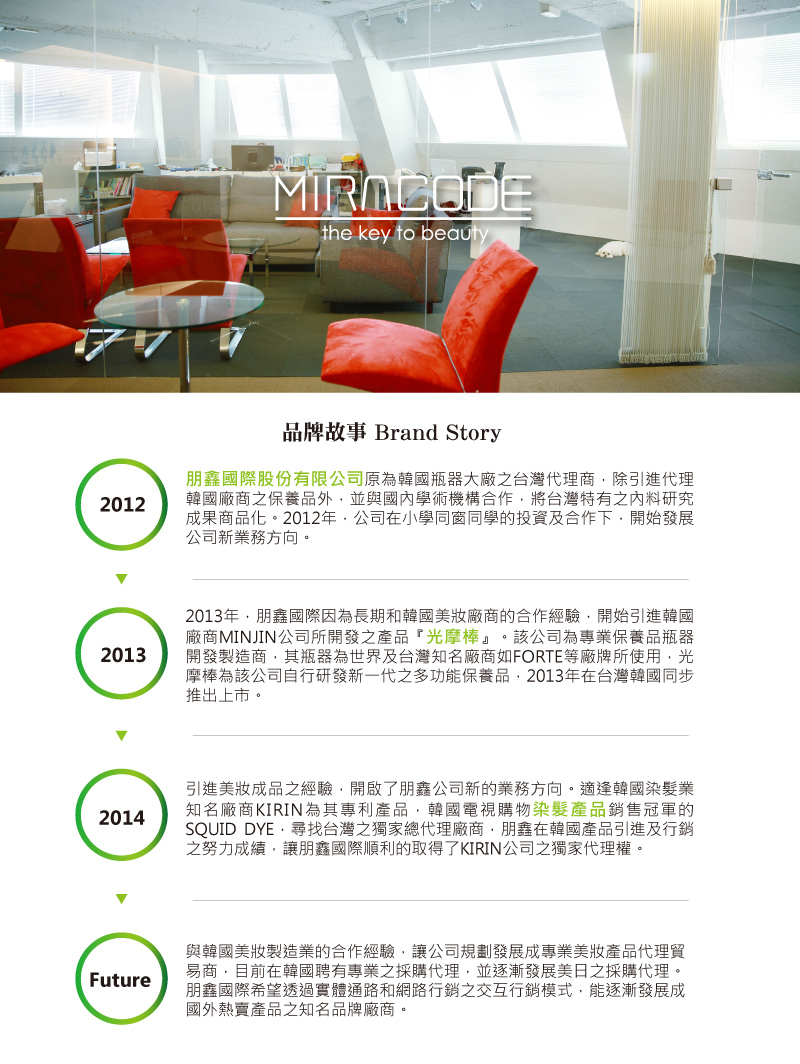 MIRACODE
the key to beauty
品牌故事 Brand Story
2012
朋鑫國際股份有限公司原為韓國瓶器大廠之台灣代理商，除引進代理
韓國廠商之保養品外，並與國內學術機構合作，將台灣特有之內料研究
成果商品化。2012年，公司在小學同窗同學的投資及合作下，開始發展
公司新業務方向。
2013
2013年，朋鑫國際因為長期和韓國美妝廠商的合作經驗，開始引進韓國
廠商MINJIN公司所開發之產品『光摩棒』。該公司為專業保養品瓶器
開發製造商，其瓶器為世界及台灣知名廠商如FORTE等廠牌所使用，光
摩棒為該公司自行研發新一代之多功能保養品，2013年在台灣韓國同步
推出上市。
2014
引進美妝成品之經驗，開啟了朋鑫公司新的業務方向。適逢韓國染髮業
知名廠商KIRIN為其專利產品，韓國電視購物染髮產品銷售冠軍的
SQUID DYE，尋找台灣之獨家總代理廠商，朋鑫在韓國產品引進及行銷
之努力成績，讓朋鑫國際順利的取得了KIRIN公司之獨家代理權。
Future
與韓國美妝製造業的合作經驗，讓公司規劃發展成專業美妝產品代理貿
易商，目前在韓國聘有專業之採購代理，並逐漸發展美日之採購代理。
朋鑫國際希望透過實體通路和網路行銷之交互行銷模式，能逐漸發展成
國外熱賣產品之知名品牌廠商。